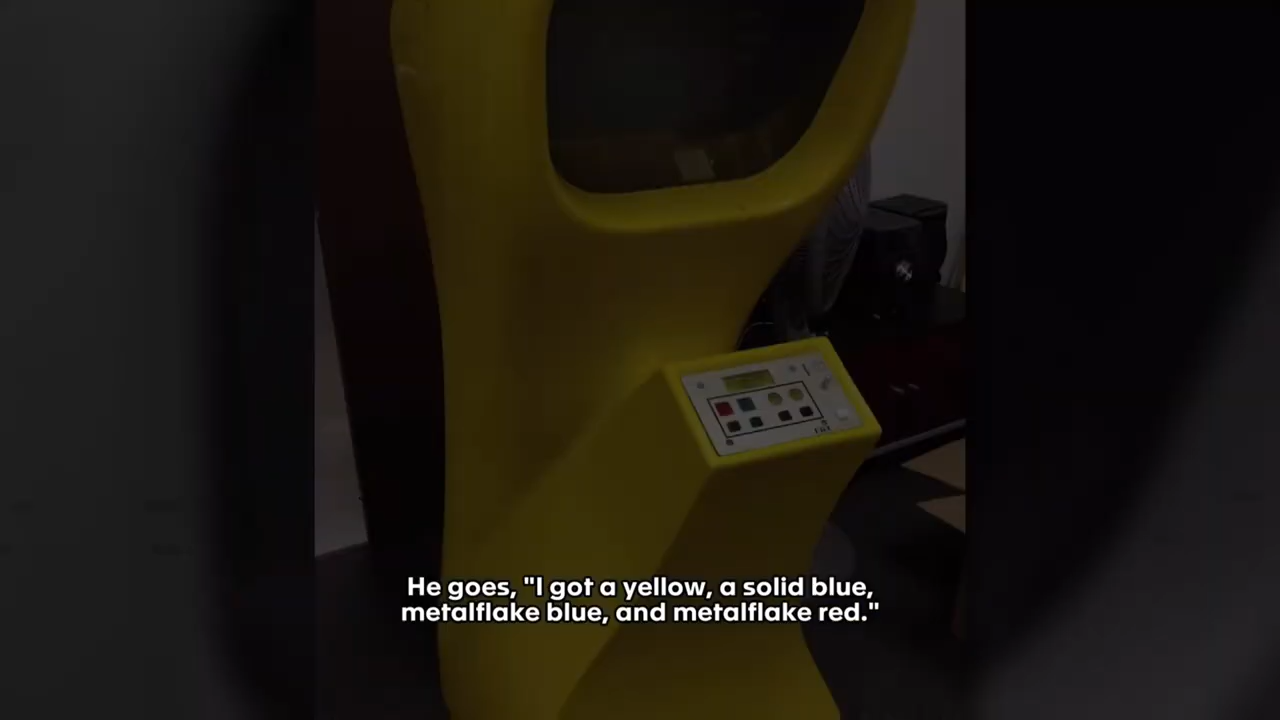 He goes, "I got a yellow, a solid blue,
metalflake blue, and metalflake red."